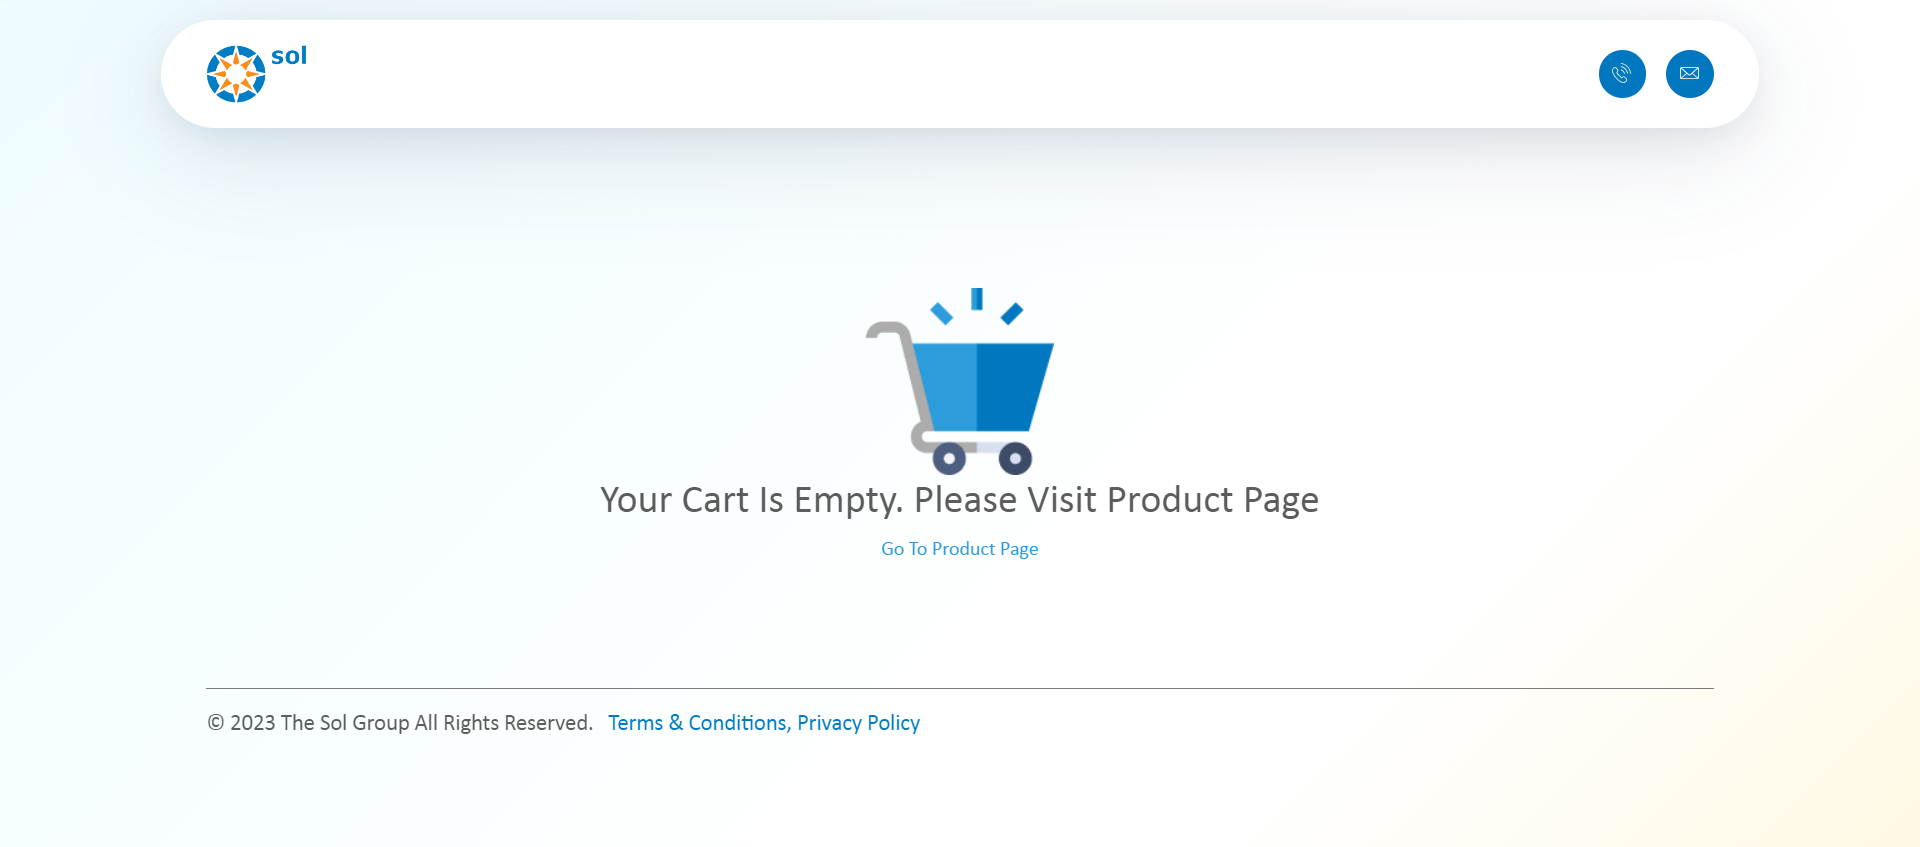 sol
Your Cart Is Empty. Please Visit Product Page
Go To Product Page
© 2023 The Sol Group All Rights Reserved. Terms & Conditions, Privacy Policy